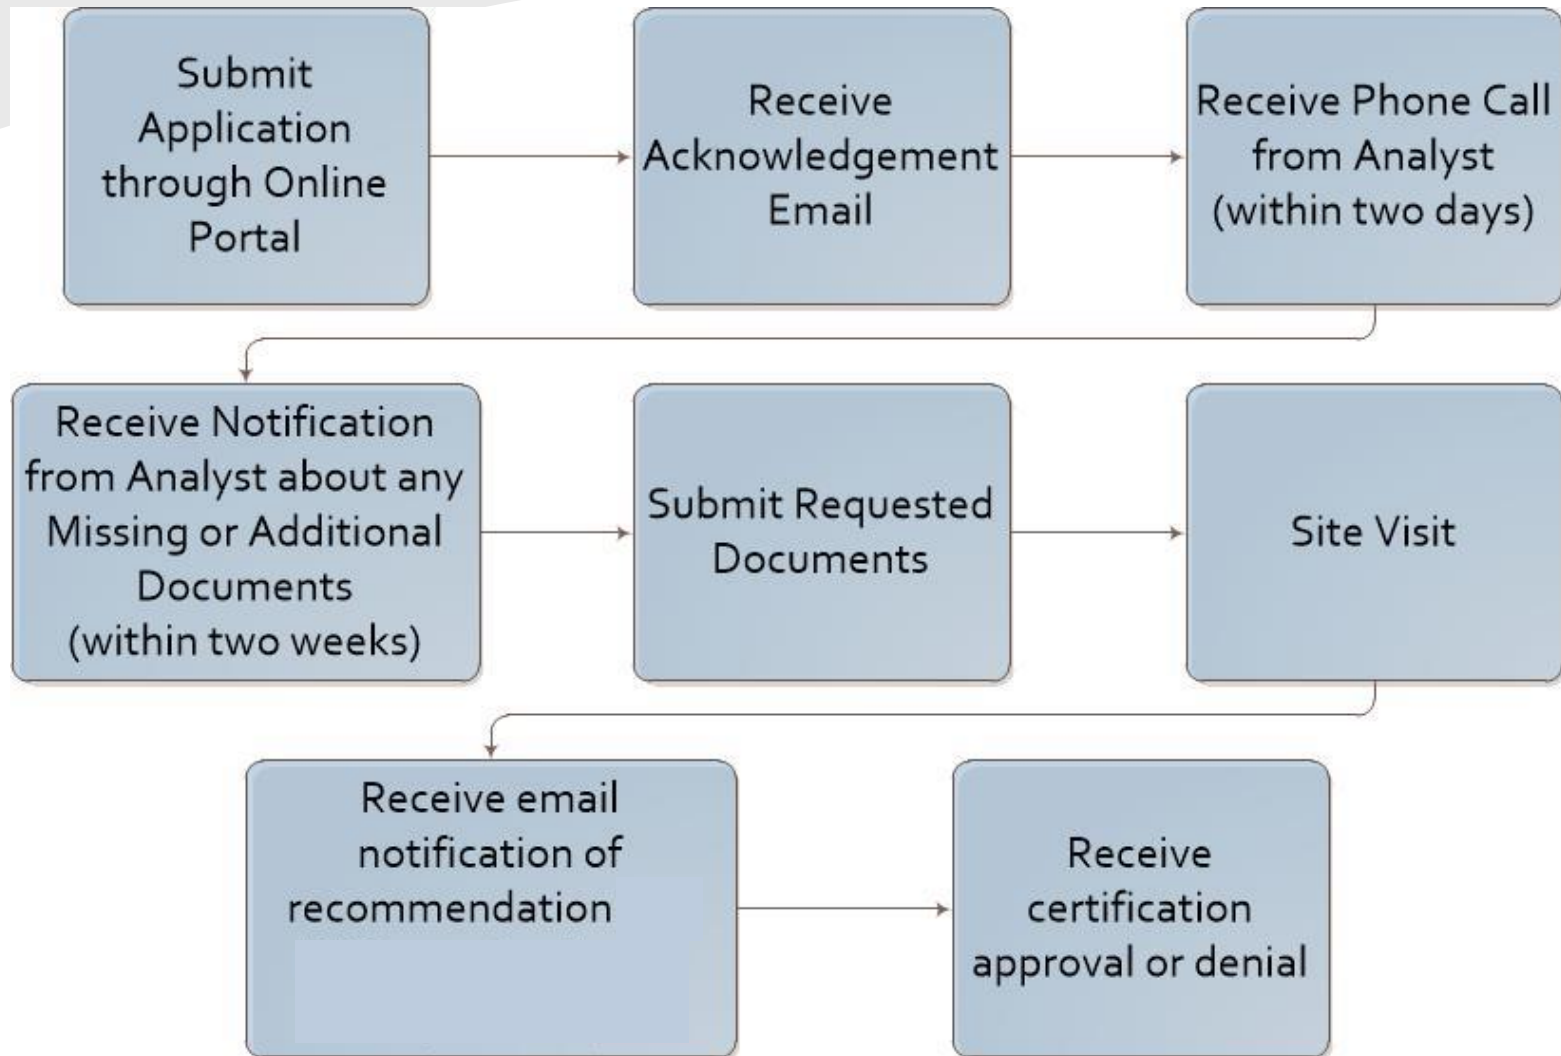 Submit
Application
through Online
Portal
Receive
Acknowledgement
Email
Receive Phone Call
from Analyst
(within two days)
Receive Notification
from Analyst about any
Missing or Additional
Documents
(within two weeks)
Submit Requested
Documents
Site Visit
Receive email
notification of
recommendation
Receive
certification
approval or denial